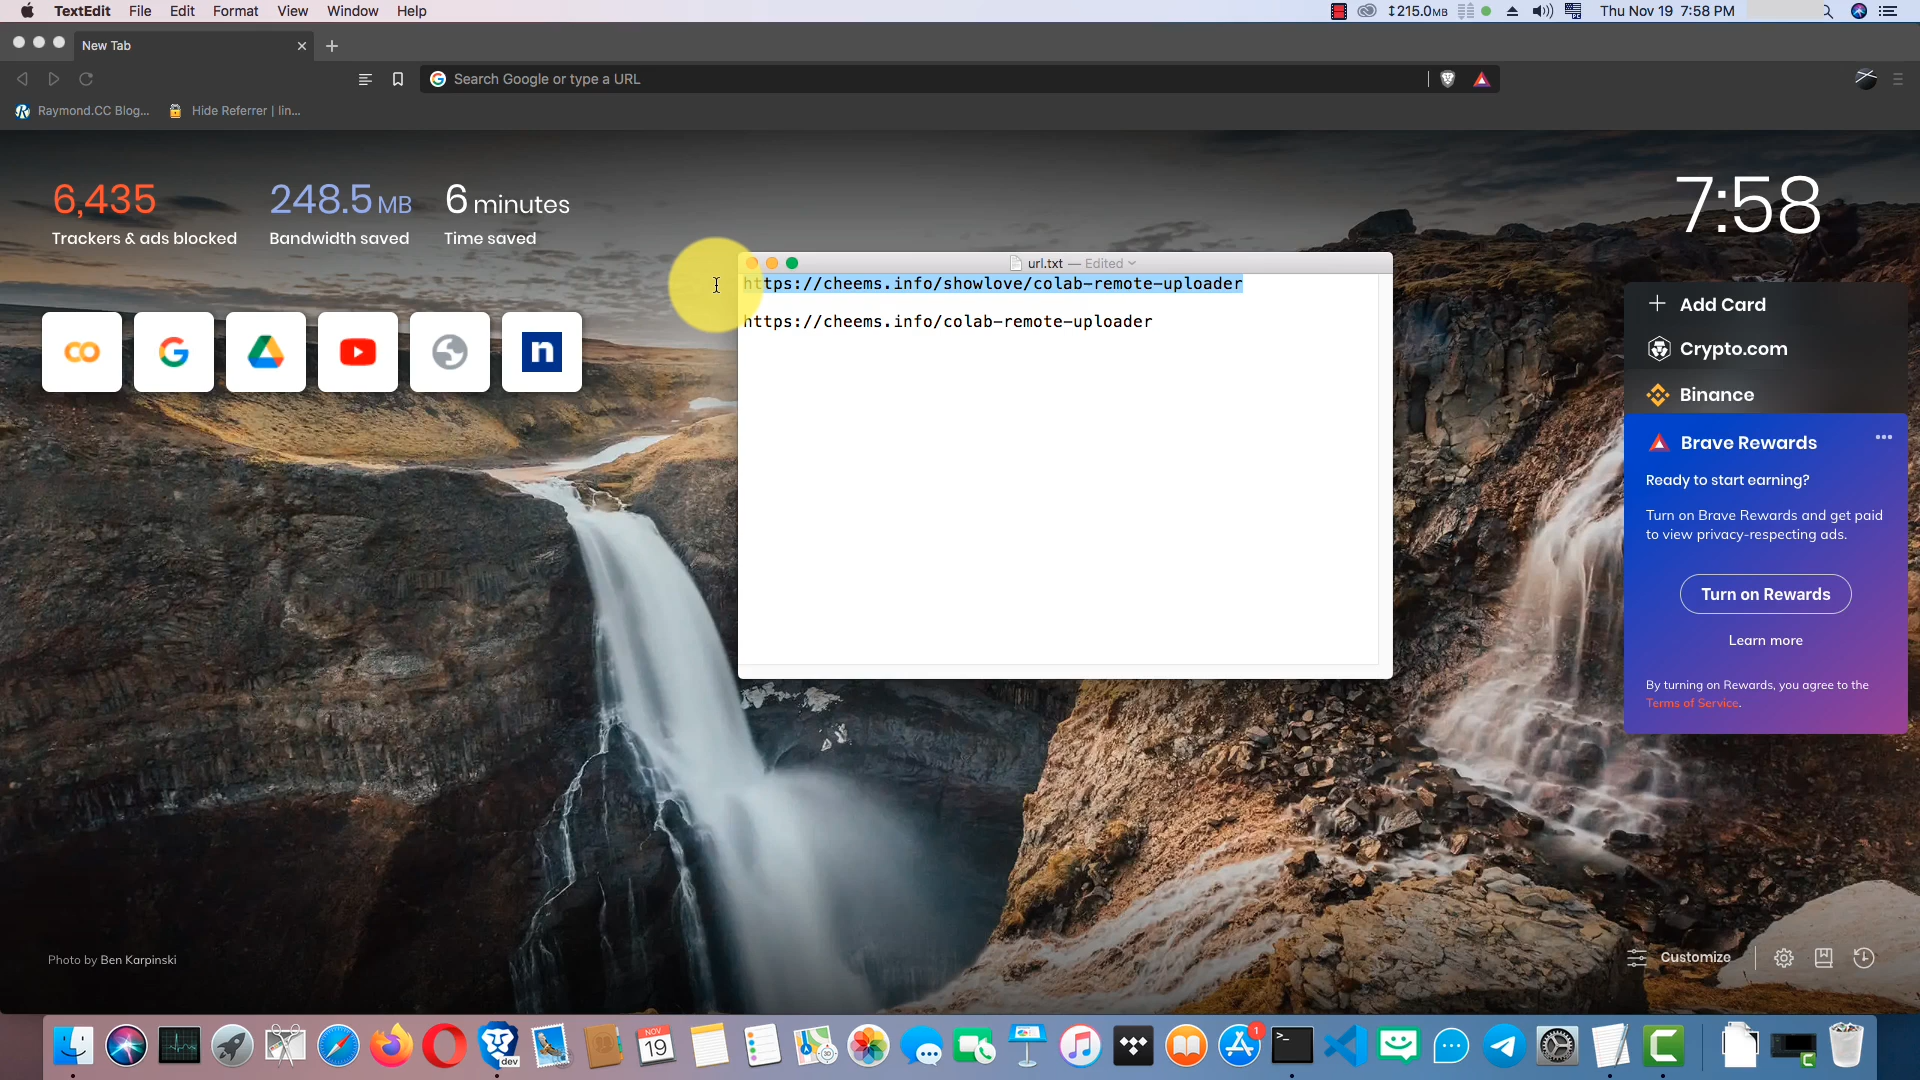 TextEdit File Edit Format View Window Help
215.0MB Thu Nov 19 7:58 PM
New Tab
Search Google or type a URL
Raymond.CC Blog... Hide Referrer | lin...
6,435
Trackers & ads blocked
248.5 MB
Bandwidth saved
6 minutes
Time saved
7:58
url.txt — Edited
https://cheems.info/showlove/colab-remote-uploader
https://cheems.info/colab-remote-uploader
n
Add Card
Crypto.com
Binance
Brave Rewards
Ready to start earning?
Turn on Brave Rewards and get paid
to view privacy-respecting ads.
Turn on Rewards
Learn more
By turning on Rewards, you agree to the
Terms of Service.
Photo by Ben Karpinski
Customize
dev
NOV
19
1